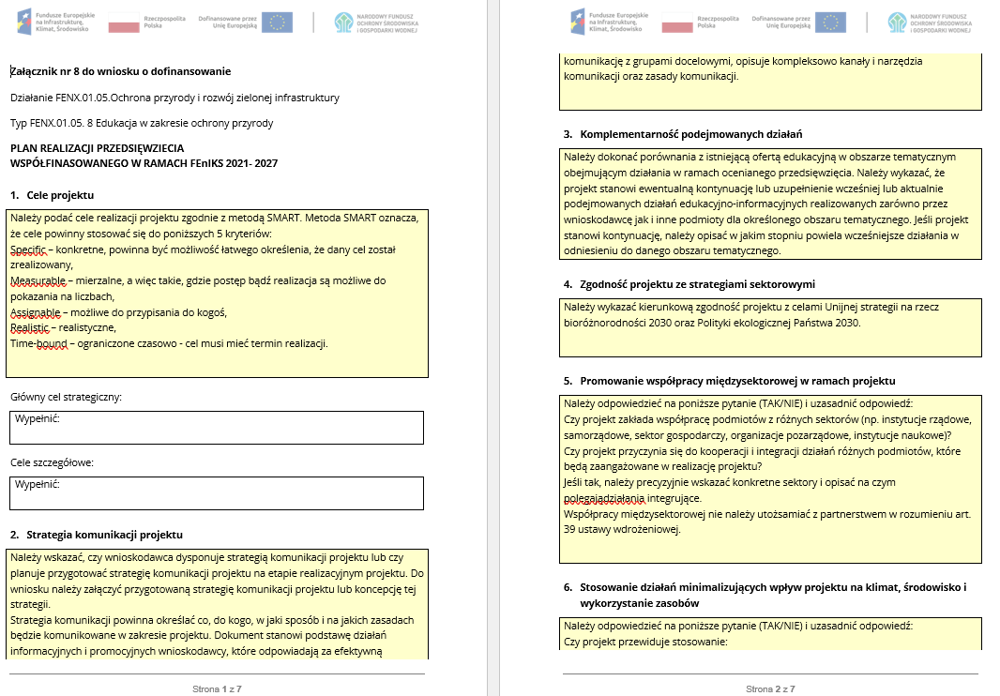 Fundusze Europejskie
na Infrastrukturę,
Klimat, Środowisko
Rzeczpospolita
Polska
Dofinansowane przez
Unię Europejską
NARODOWY FUNDUSZ
OCHRONY ŚRODOWISKA
I GOSPODARKI WODNEJ
Załącznik nr 8 do wniosku o dofinansowanie
Działanie FENX.01.05.Ochrona przyrody i rozwój zielonej infrastruktury
Typ FENX.01.05. 8 Edukacja w zakresie ochrony przyrody
PLAN REALIZACJI PRZEDSIĘWZIECIA
WSPÓŁFINASOWANEGO W RAMACH FEnIKS 2021- 2027
1. Cele projektu
Należy podać cele realizacji projektu zgodnie z metodą SMART. Metoda SMART oznacza,
że cele powinny stosować się do poniższych 5 kryteriów:
Specific – konkretne, powinna być możliwość łatwego określenia, że dany cel został
zrealizowany,
Measurable – mierzalne, a więc takie, gdzie postęp bądź realizacja są możliwe do
pokazania na liczbach,
Assignable – możliwe do przypisania do kogoś,
Realistic – realistyczne,
Time-bound – ograniczone czasowo - cel musi mieć termin realizacji.
Główny cel strategiczny:
Wypełnić:
Cele szczegółowe:
Wypełnić:
2. Strategia komunikacji projektu
Należy wskazać, czy wnioskodawca dysponuje strategią komunikacji projektu lub czy
planuje przygotować strategię komunikacji projektu na etapie realizacyjnym projektu. Do
wniosku należy załączyć przygotowaną strategię komunikacji projektu lub koncepcję tej
strategii.
Strategia komunikacji powinna określać co, do kogo, w jaki sposób i na jakich zasadach
będzie komunikowane w zakresie projektu. Dokument stanowi podstawę działań
informacyjnych i promocyjnych wnioskodawcy, które odpowiadają za efektywną
Strona 1 z 7
Fundusze Europejskie
na Infrastrukturę,
Klimat, Środowisko
Rzeczpospolita
Polska
Dofinansowane przez
Unię Europejską
NARODOWY FUNDUSZ
OCHRONY ŚRODOWISKA
I GOSPODARKI WODNEJ
komunikację z grupami docelowymi, opisuje kompleksowo kanały i narzędzia
komunikacji oraz zasady komunikacji.
3. Komplementarność podejmowanych działań
Należy dokonać porównania z istniejącą ofertą edukacyjną w obszarze tematycznym
obejmującym działania w ramach ocenianego przedsięwzięcia. Należy wykazać, że
projekt stanowi ewentualną kontynuację lub uzupełnienie wcześniej lub aktualnie
podejmowanych działań edukacyjno-informacyjnych realizowanych zarówno przez
wnioskodawcę jak i inne podmioty dla określonego obszaru tematycznego. Jeśli projekt
stanowi kontynuację, należy opisać w jakim stopniu powiela wcześniejsze działania w
odniesieniu do danego obszaru tematycznego.
4. Zgodność projektu ze strategiami sektorowymi
Należy wykazać kierunkową zgodność projektu z celami Unijnej strategii na rzecz
bioróżnorodności 2030 oraz Polityki ekologicznej Państwa 2030.
5. Promowanie współpracy międzysektorowej w ramach projektu
Należy odpowiedzieć na poniższe pytanie (TAK/NIE) i uzasadnić odpowiedź:
Czy projekt zakłada współpracę podmiotów z różnych sektorów (np. instytucje rządowe,
samorządowe, sektor gospodarczy, organizacje pozarządowe, instytucje naukowe)?
Czy projekt przyczynia się do kooperacji i integracji działań różnych podmiotów, które
będą zaangażowane w realizację projektu?
Jeśli tak, należy precyzyjnie wskazać konkretne sektory i opisać na czym
polegajądziałania integrujące.
Współpracy międzysektorowej nie należy utożsamiać z partnerstwem w rozumieniu art.
39 ustawy wdrożeniowej.
6. Stosowanie działań minimalizujących wpływ projektu na klimat, środowisko i
wykorzystanie zasobów
Należy odpowiedzieć na poniższe pytanie (TAK/NIE) i uzasadnić odpowiedź:
Czy projekt przewiduje stosowanie:
Strona 2 z 7